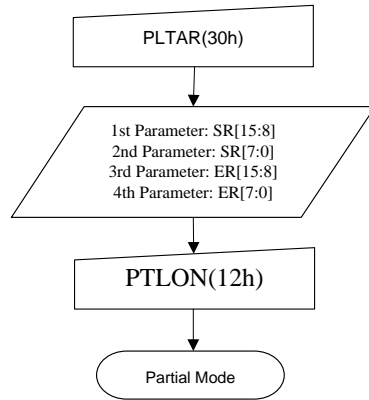 PLTAR(30h)
1st Parameter: SR[15:8]
2nd Parameter: SR[7:0]
3rd Parameter: ER[15:8]
4th Parameter: ER[7:0]
PTLON(12h)
Partial Mode